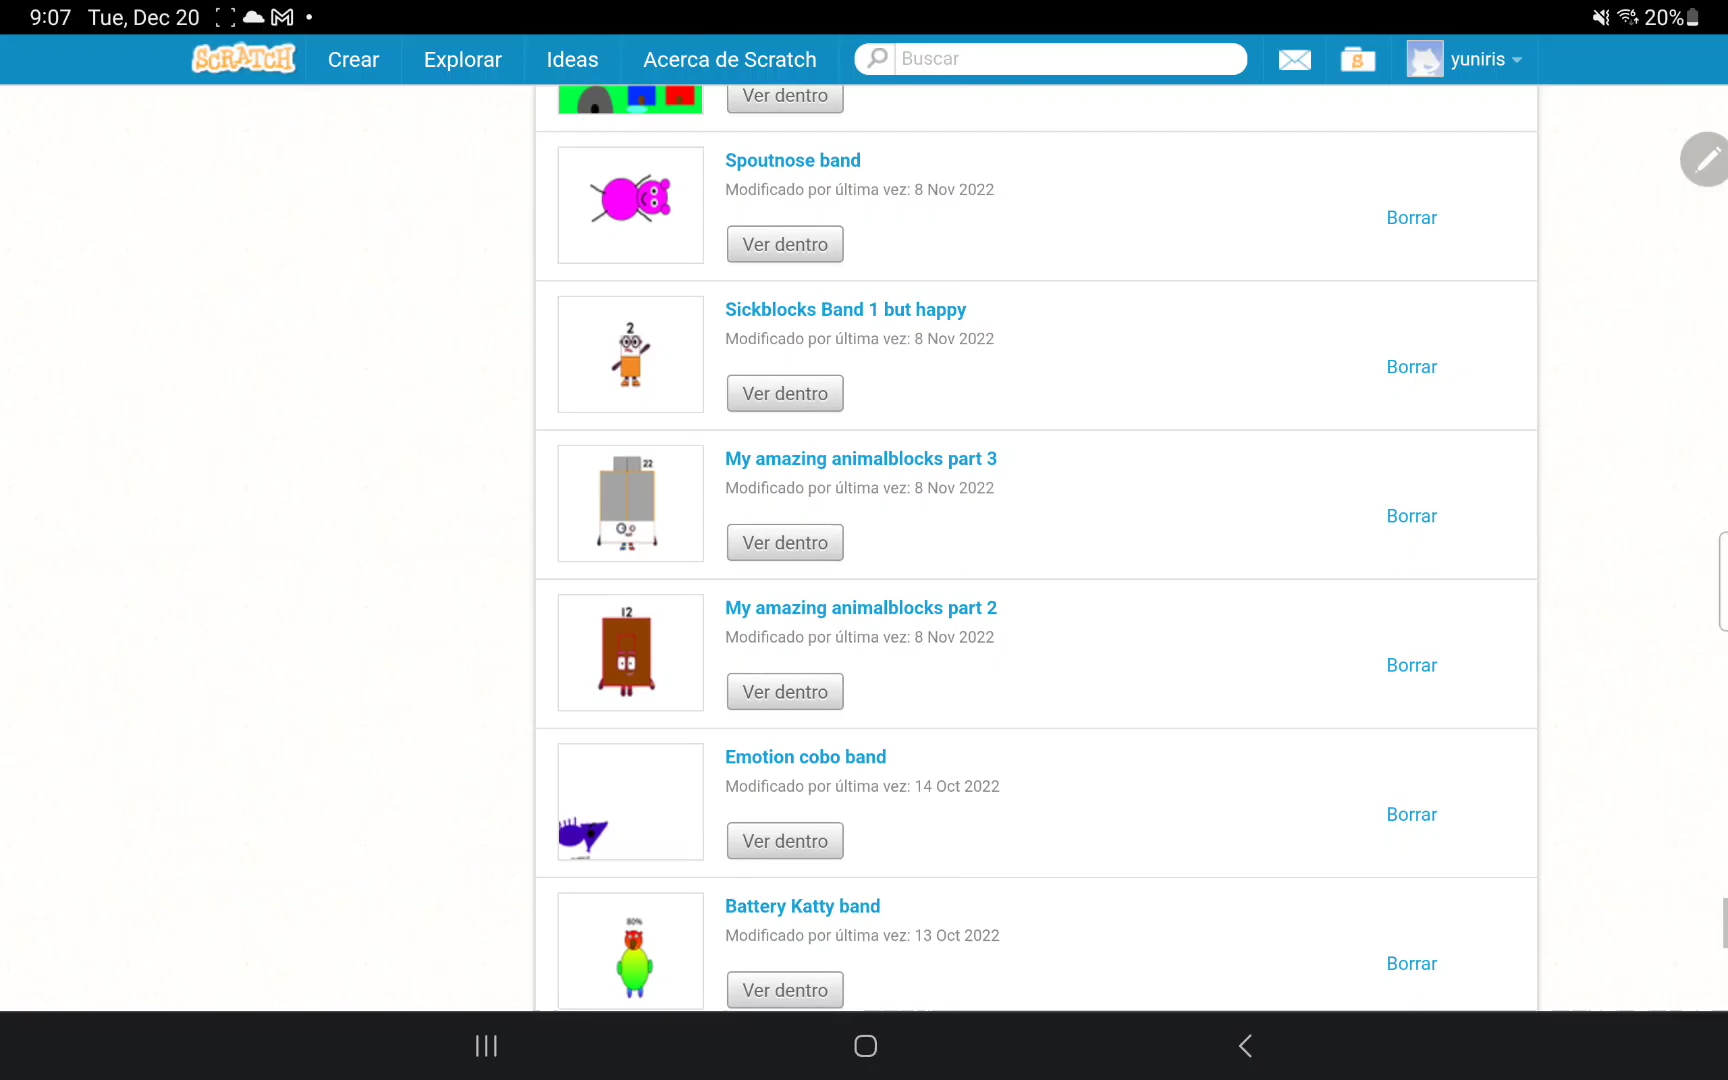 9:07 Tue, Dec 20 20%
SCRATCH Crear Explorar Ideas Acerca de Scratch Buscar S yuniris
Ver dentro
Spoutnose band
Modificado por última vez: 8 Nov 2022
Borrar
Ver dentro
2
Sickblocks Band 1 but happy
Modificado por última vez: 8 Nov 2022
Borrar
Ver dentro
22
My amazing animalblocks part 3
Modificado por última vez: 8 Nov 2022
Borrar
Ver dentro
12
My amazing animalblocks part 2
Modificado por última vez: 8 Nov 2022
Borrar
Ver dentro
Emotion cobo band
Modificado por última vez: 14 Oct 2022
Borrar
Ver dentro
80%
Battery Katty band
Modificado por última vez: 13 Oct 2022
Borrar
Ver dentro